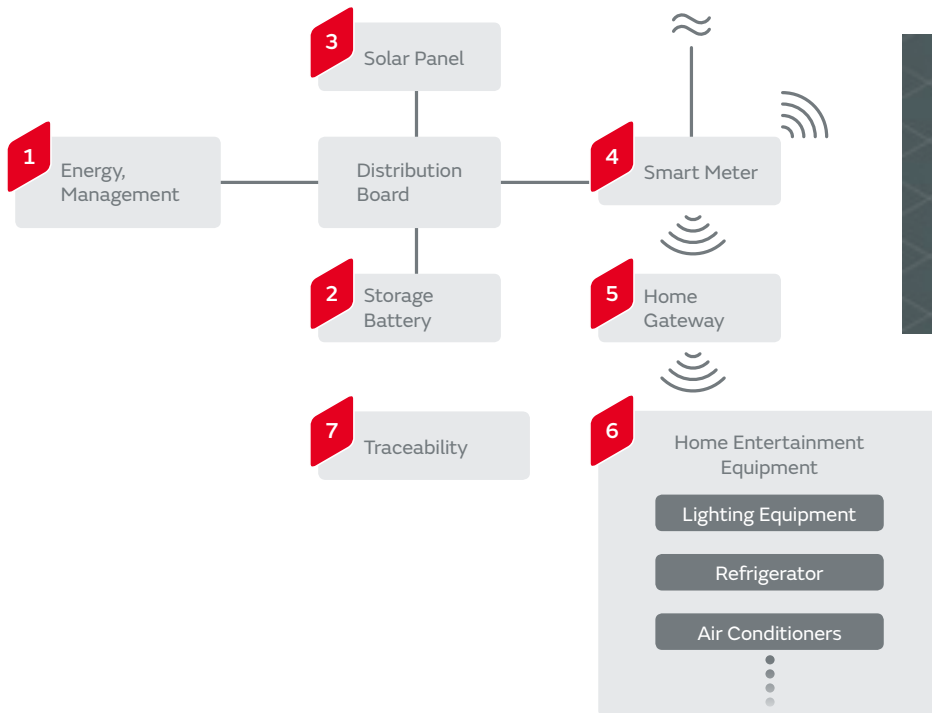 3
Solar Panel
1
Energy,
Management
Distribution
Board
4
Smart Meter
2
Storage
Battery
5
Home
Gateway
7
Traceability
6
Home Entertainment
Equipment
Lighting Equipment
Refrigerator
Air Conditioners